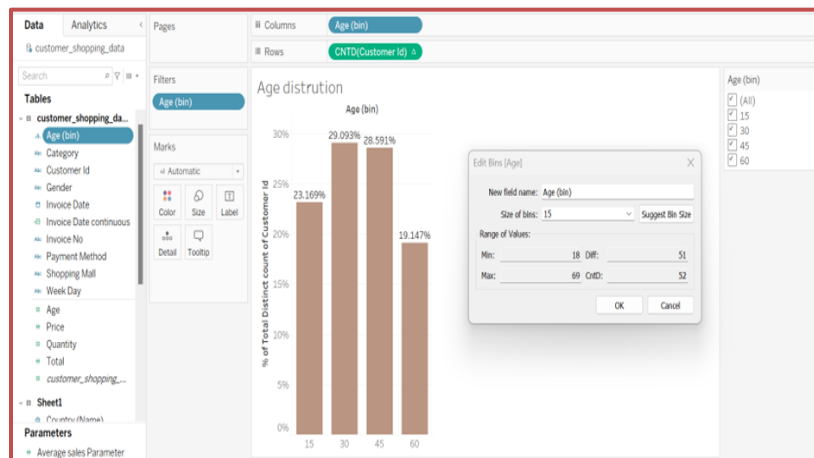 Data Analytics
customer_shopping_data
Search
Tables
customer_shopping_da...
Age (bin)
Category
Customer Id
Gender
Invoice Date
Invoice Date continuous
Invoice No
Payment Method
Shopping Mall
Week Day
Age
Price
Quantity
Total
customer_shopping_...
Sheet1
Country (Name)
Parameters
Average sales Parameter
Pages
Filters
Age (bin)
Marks
Automatic
Color Size Label
Detail Tooltip
Columns Age (bin)
Rows CNTD(Customer Id) Δ
Age distrution
Age (bin)
% of Total Distinct count of Customer Id
30%
25%
20%
15%
10%
5%
0%
23.169% 29.093% 28.591% 19.147%
15 30 45 60
Edit Bins [Age]
New field name: Age (bin)
Size of bins: 15 Suggest Bin Size
Range of Values:
Min: 18 Diff: 51
Max: 69 CntD: 52
OK Cancel
Age (bin)
(All)
15
30
45
60